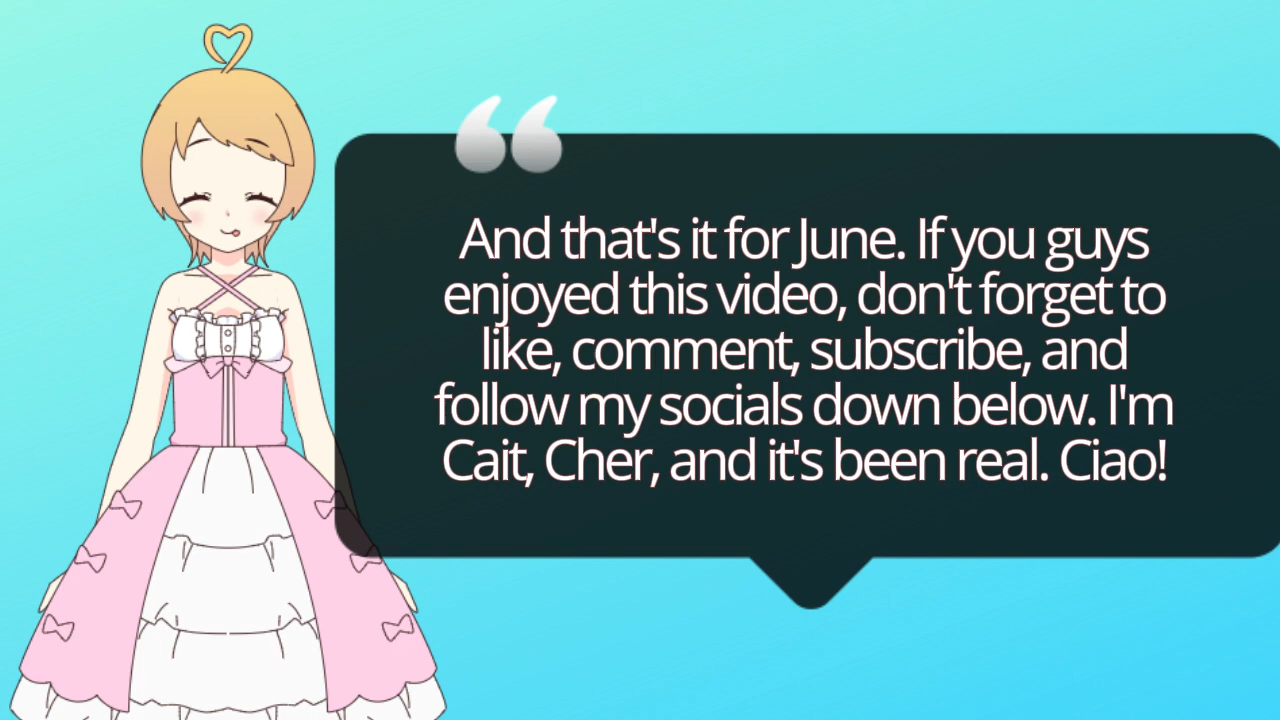 And that's it for June. If you guys
enjoyed this video, don't forget to
like, comment, subscribe, and
follow my socials down below. I'm
Cait, Cher, and it's been real. Ciao!